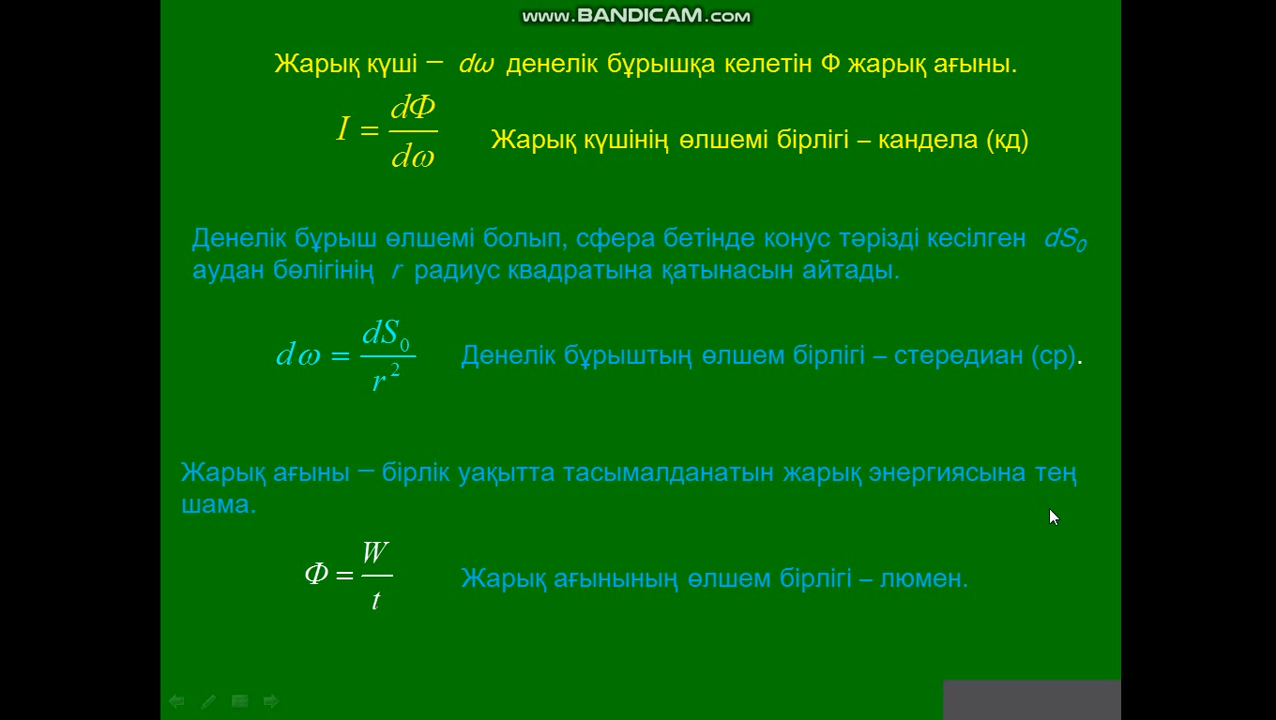 www.BANDICAM.com
Жарық күші – dω денелік бұрышқа келетін Ф жарық ағыны.
I = dФ/dω
Жарық күшінің өлшемі бірлігі – кандела (кд)
Денелік бұрыш өлшемі болып, сфера бетінде конус тәрізді кесілген dS₀
аудан бөлігінің r радиус квадратына қатынасын айтады.
dω = dS₀/r²
Денелік бұрыштың өлшем бірлігі – стередиан (ср).
Жарық ағыны – бірлік уақытта тасымалданатын жарық энергиясына тең
шама.
Ф = W/t
Жарық ағынының өлшем бірлігі – люмен.